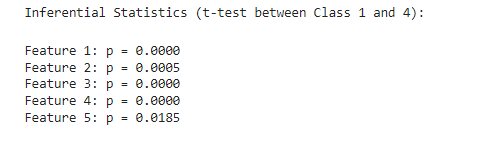 Inferential Statistics (t-test between Class 1 and 4):
Feature 1: p = 0.0000
Feature 2: p = 0.0005
Feature 3: p = 0.0000
Feature 4: p = 0.0000
Feature 5: p = 0.0185